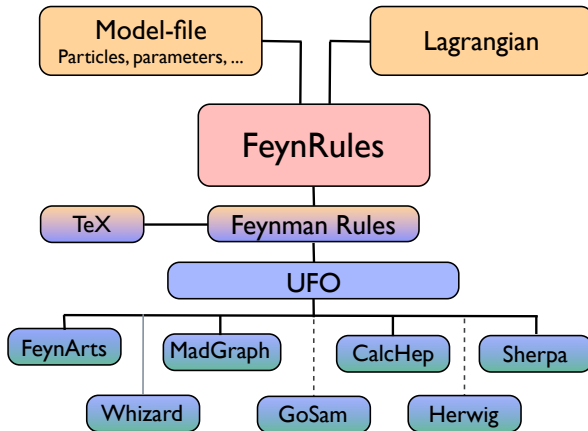 Model-file
Particles, parameters, ...
Lagrangian
FeynRules
TeX
Feynman Rules
UFO
FeynArts
MadGraph
CalcHep
Sherpa
Whizard
GoSam
Herwig